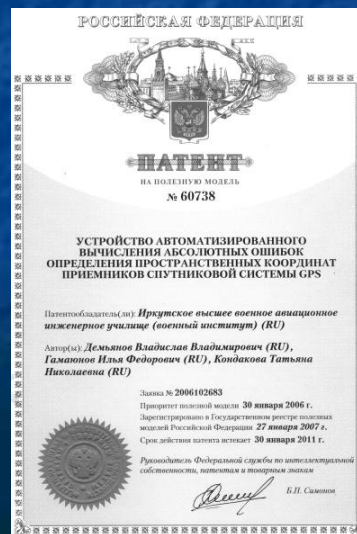 РОССИЙСКАЯ ФЕДЕРАЦИЯ
ПАТЕНТ
НА ПОЛЕЗНУЮ МОДЕЛЬ
№ 60738
УСТРОЙСТВО АВТОМАТИЗИРОВАННОГО
ВЫЧИСЛЕНИЯ АБСОЛЮТНЫХ ОШИБОК
ОПРЕДЕЛЕНИЯ ПРОСТРАНСТВЕННЫХ КООРДИНАТ
ПРИЕМНИКОВ СПУТНИКОВОЙ СИСТЕМЫ GPS
Патентообладатель(ли): Иркутское высшее военное авиационное
инженерное училище (военный институт) (RU)
Автор(ы): Демьянов Владислав Владимирович (RU),
Гамаюнов Илья Федорович (RU), Кондакова Татьяна
Николаевна (RU)
Заявка № 2006102683
Приоритет полезной модели 30 января 2006 г.
Зарегистрировано в Государственном реестре полезных
моделей Российской Федерации 27 января 2007 г.
Срок действия патента истекает 30 января 2011 г.
Руководитель Федеральной службы по интеллектуальной
собственности, патентам и товарным знакам
Б.П. Симонов